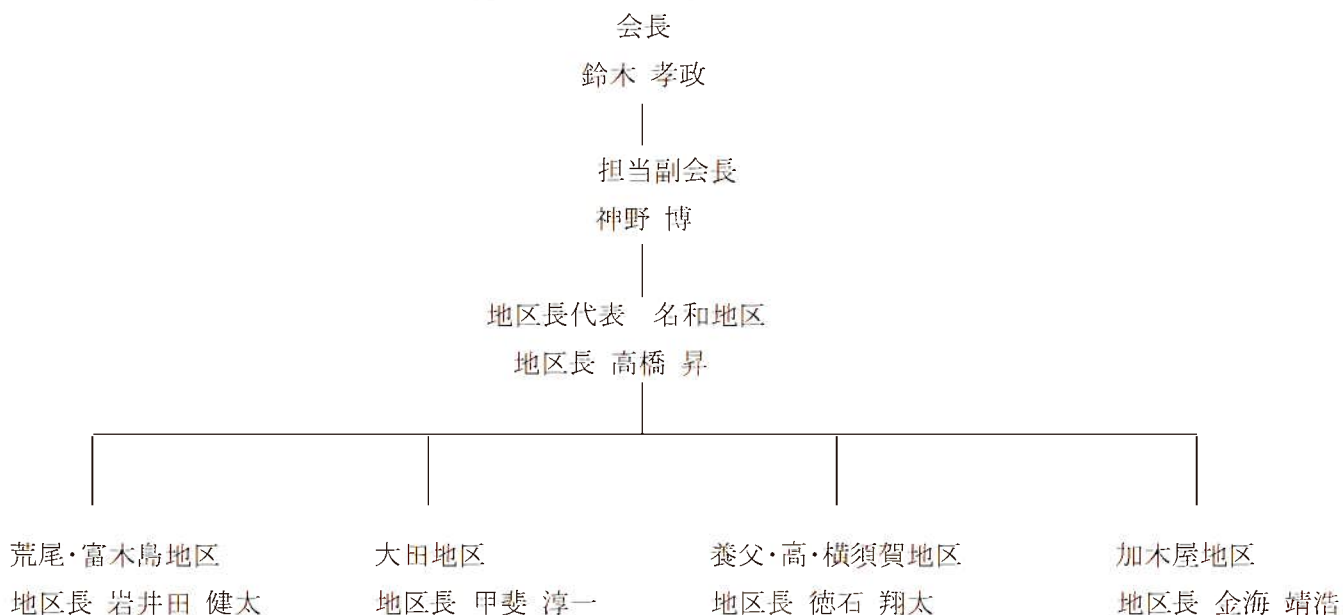 会長
鈴木 孝政
担当副会長
神野 博
地区長代表　名和地区
地区長 高橋 昇
荒尾・富木島地区
地区長 岩井田 健太
大田地区
地区長 甲斐 淳一
養父・高・横須賀地区
地区長 徳石 翔太
加木屋地区
地区長 金海 靖浩